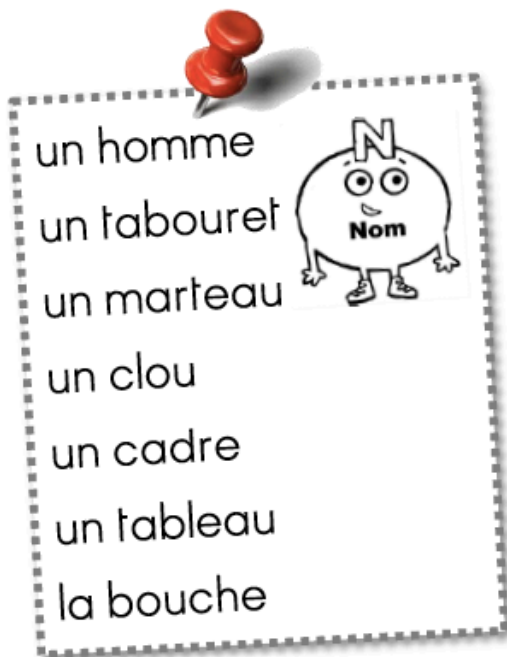 un homme
un tabouret
un marteau
un clou
un cadre
un tableau
la bouche
N
Nom